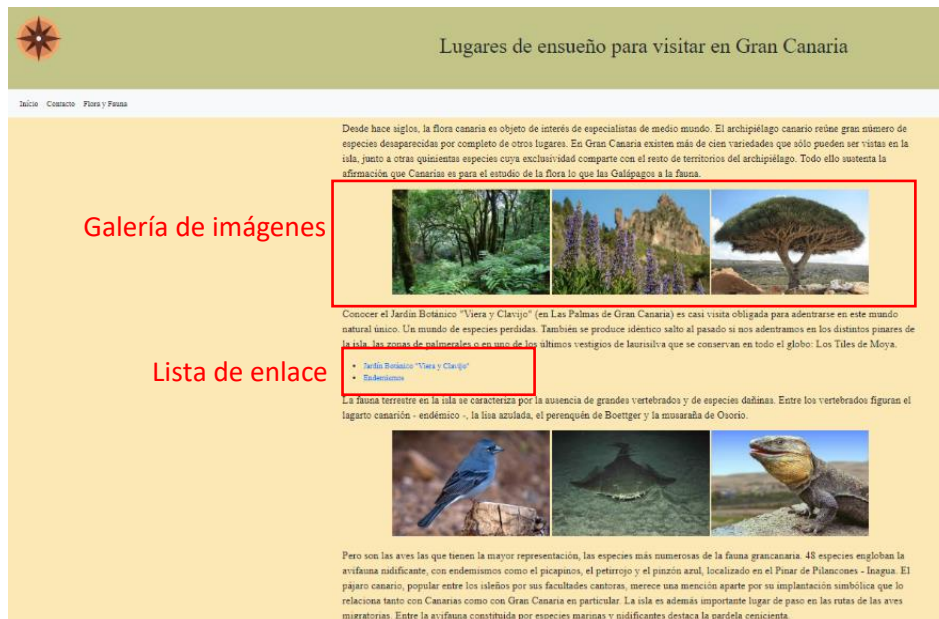 Lugares de ensueño para visitar en Gran Canaria
Início Contacto Flora y Fauna
Desde hace siglos, la flora canaria es objeto de interés de especialistas de medio mundo. El archipiélago canario reúne gran número de
especies desaparecidas por completo de otros lugares. En Gran Canaria existen más de cien variedades que sólo pueden ser vistas en la
isla, junto a otras quinientas especies cuya exclusividad comparte con el resto de territorios del archipiélago. Todo ello sustenta la
afirmación que Canarias es para el estudio de la flora lo que las Galápagos a la fauna.
Galería de imágenes
Conocer el Jardín Botánico "Viera y Clavijo" (en Las Palmas de Gran Canaria) es casi visita obligada para adentrarse en este mundo
natural único. Un mundo de especies perdidas. También se produce idéntico salto al pasado si nos adentramos en los distintos pinares de
la isla, las zonas de palmerales o en uno de los últimos vestigios de laurisilva que se conservan en todo el globo: Los Tiles de Moya.
Lista de enlace
Jardín Botánico "Viera y Clavijo"
Endemismos
La fauna terrestre en la isla se caracteriza por la ausencia de grandes vertebrados y de especies dañinas. Entre los vertebrados figuran el
lagarto canarión - endémico -, la lisa azulada, el perenquén de Boettger y la musaraña de Osorio.
Pero son las aves las que tienen la mayor representación, las especies más numerosas de la fauna grancanaria. 48 especies engloban la
avifauna nidificante, con endemismos como el picapinos, el petirrojo y el pinzón azul, localizado en el Pinar de Pilancones - Inagua. El
pájaro canario, popular entre los isleños por sus facultades cantoras, merece una mención aparte por su implantación simbólica que lo
relaciona tanto con Canarias como con Gran Canaria en particular. La isla es además importante lugar de paso en las rutas de las aves
migratorias. Entre la avifauna constituida por especies marinas y nidificantes destaca la pardela cenicienta.